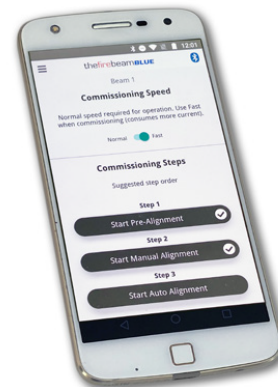 12:01
thefirebeamBLUE
Beam 1
Commissioning Speed
Normal speed required for operation. Use Fast
when commissioning (consumes more current).
Normal Fast
Commissioning Steps
Suggested step order
Step 1
Start Pre-Alignment
Step 2
Start Manual Alignment
Step 3
Start Auto Alignment